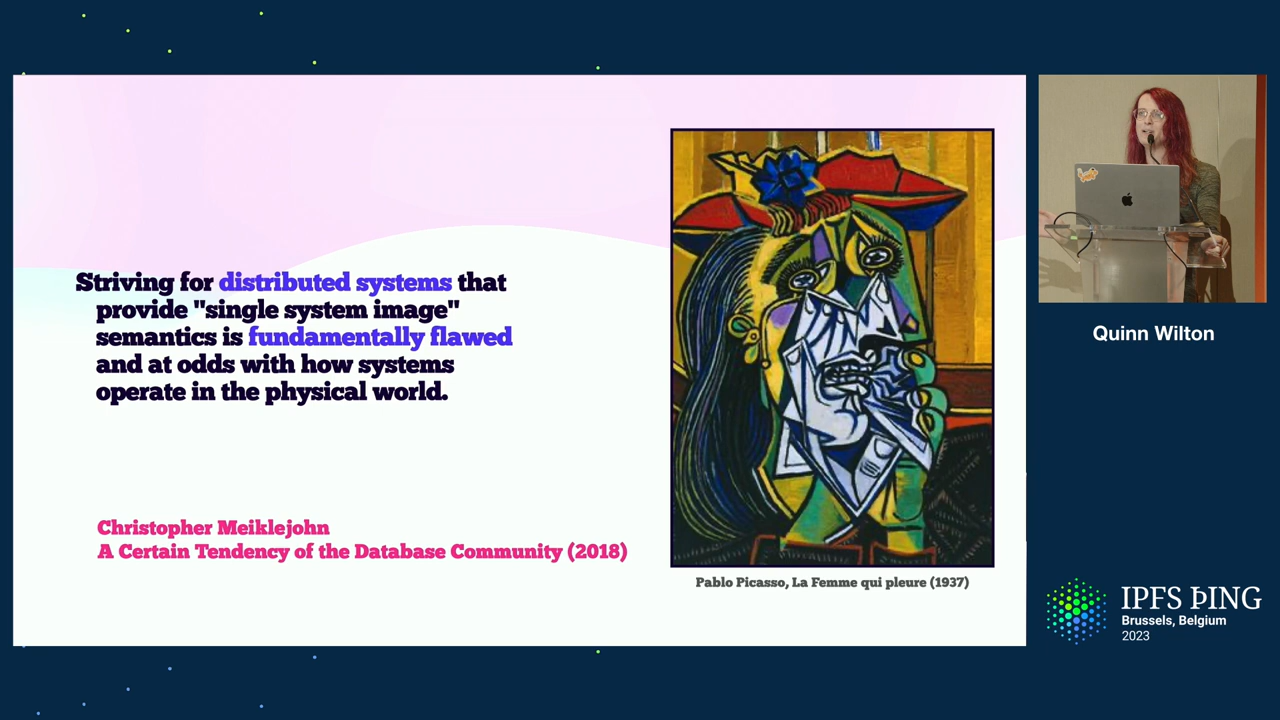 Striving for distributed systems that
provide "single system image"
semantics is fundamentally flawed
and at odds with how systems
operate in the physical world.
Christopher Meiklejohn
A Certain Tendency of the Database Community (2018)
Pablo Picasso, La Femme qui pleure (1937)
Quinn Wilton
IPFS ÞING
Brussels, Belgium
2023